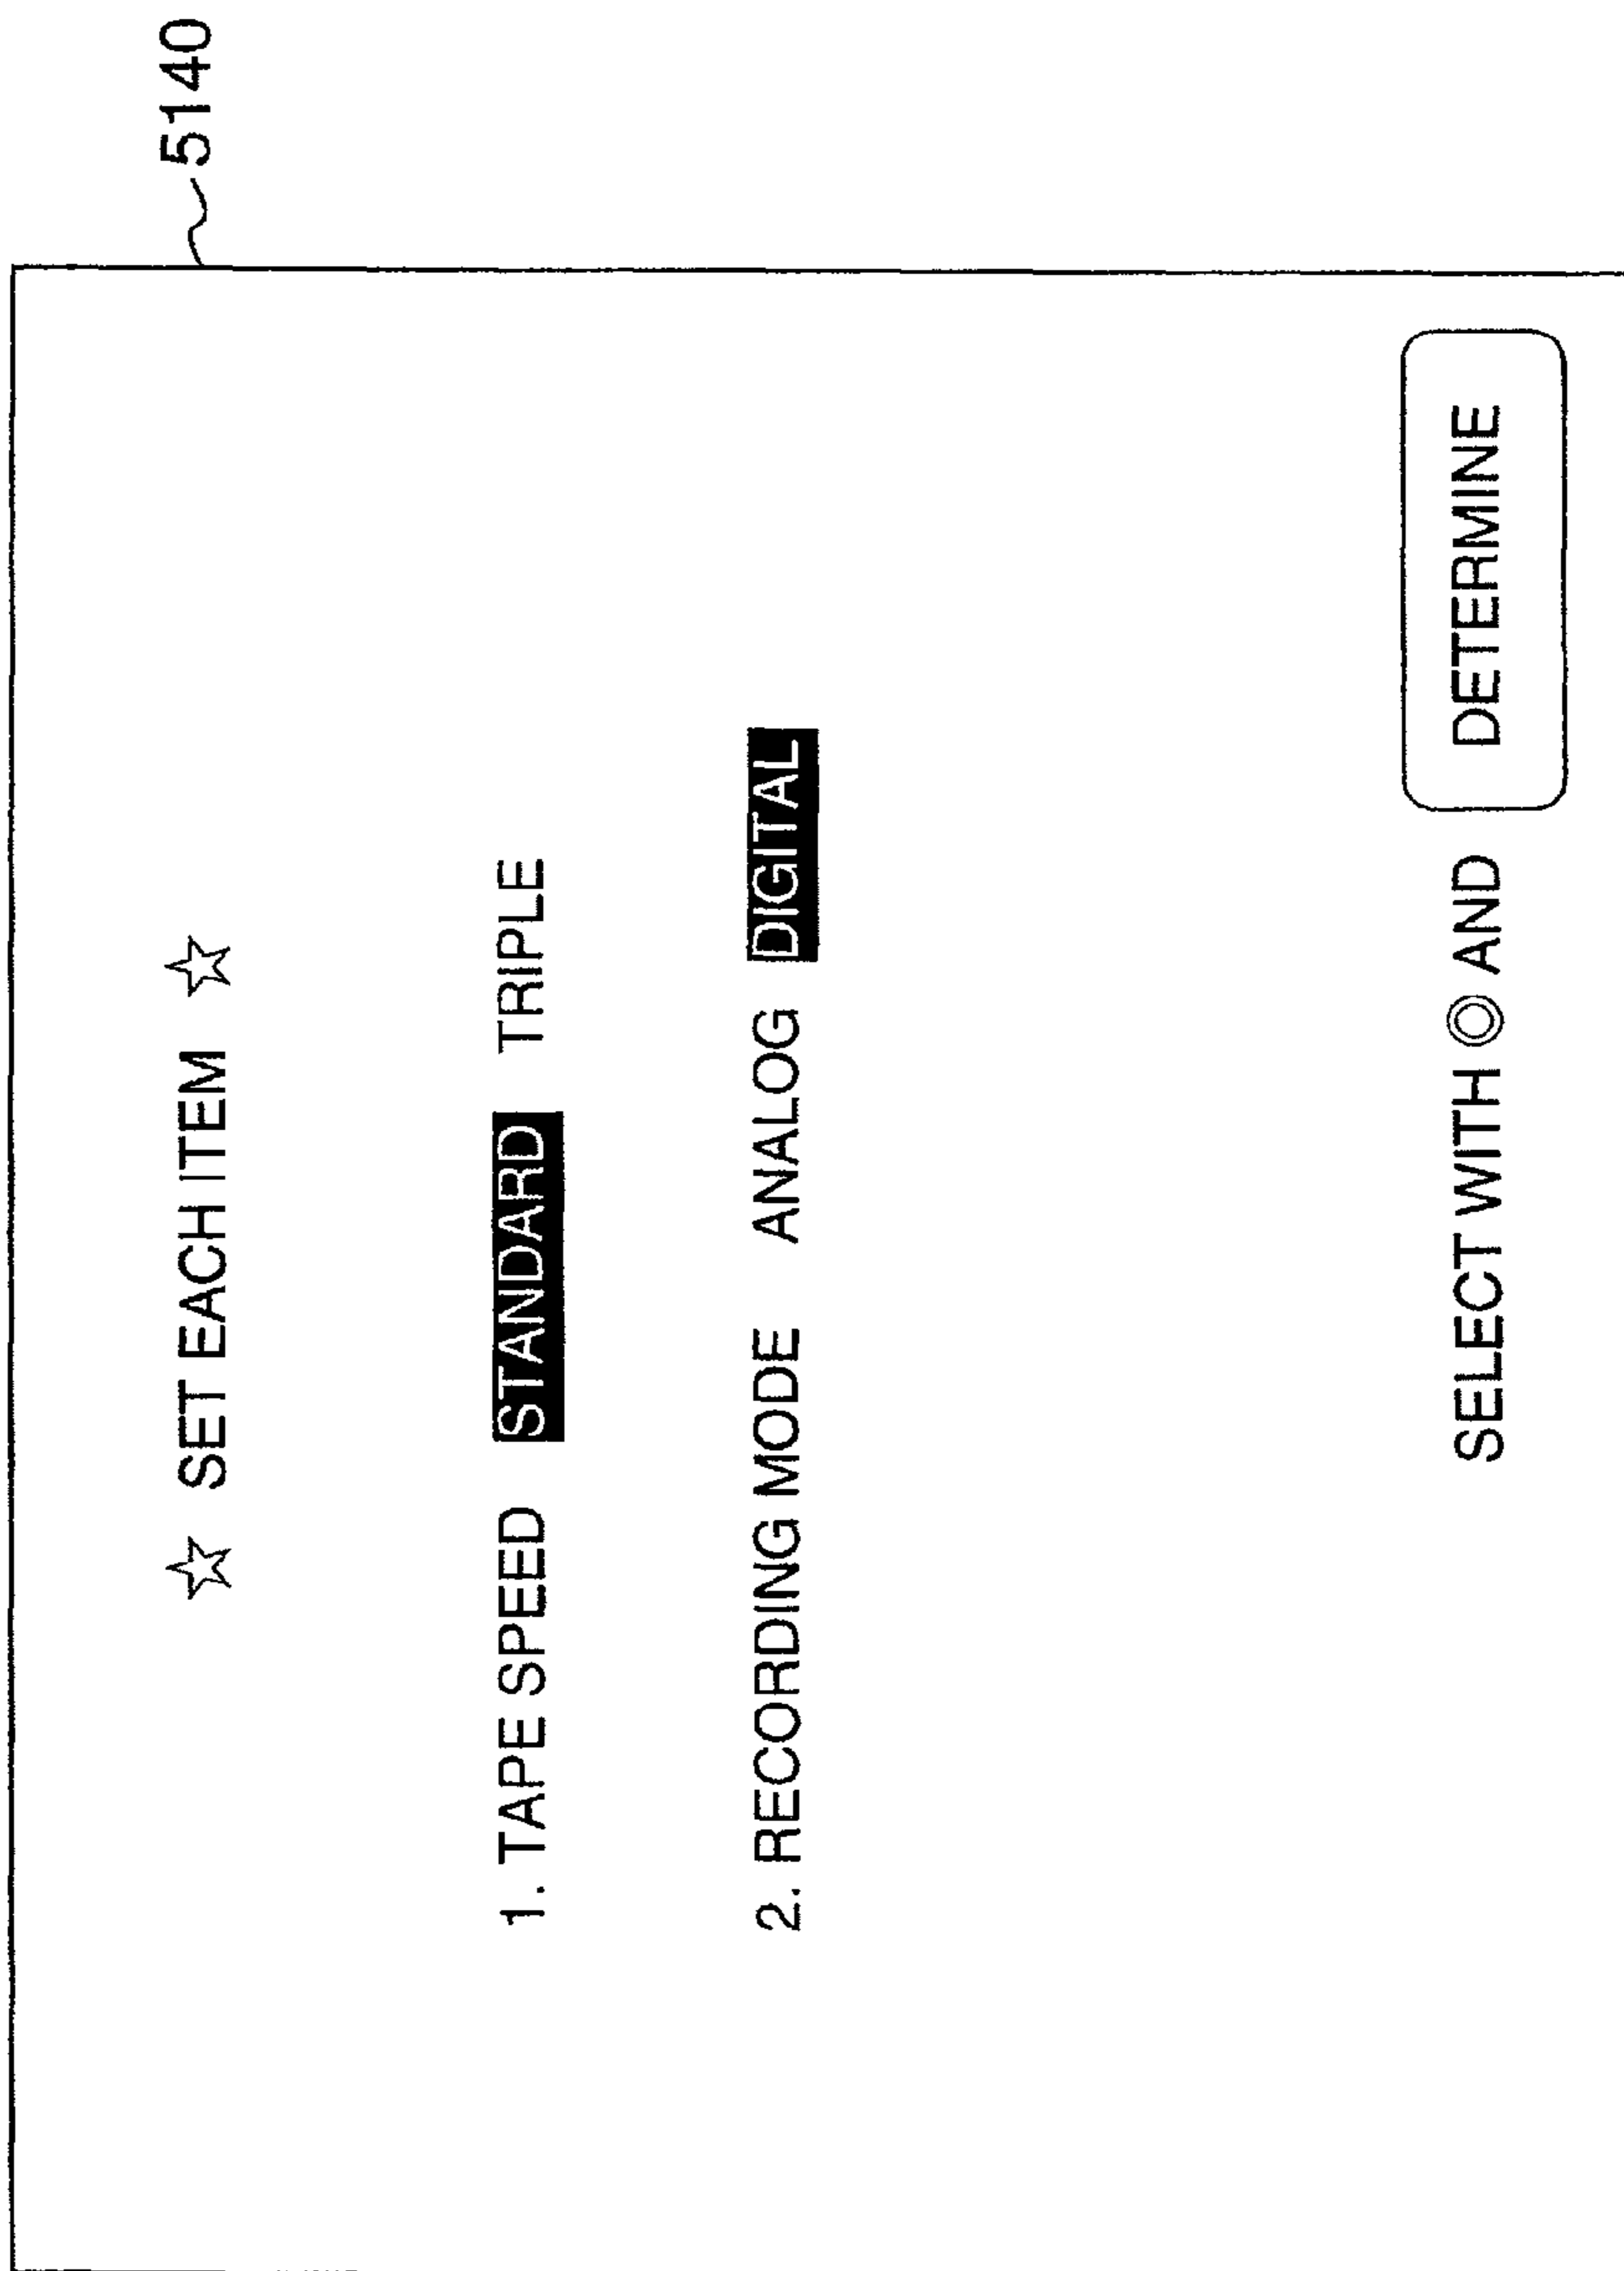 5140
☆ SET EACH ITEM ☆
1. TAPE SPEED STANDARD TRIPLE
2. RECORDING MODE ANALOG DIGITAL
SELECT WITH ◎ AND DETERMINE